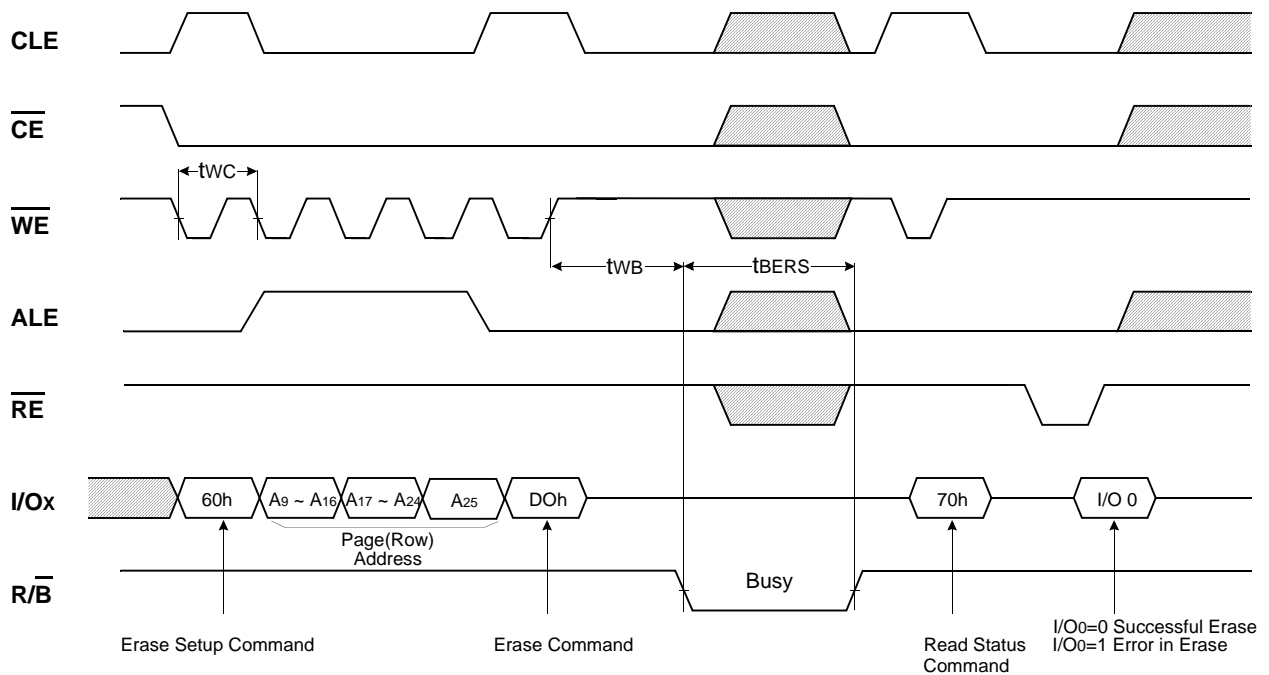 CLE
CE
tWC
WE
tWB
tBERS
ALE
RE
I/Ox
60h
A9 ~ A16
A17 ~ A24
A25
DOh
70h
I/O 0
Page(Row)
Address
R/B
Busy
Erase Setup Command
Erase Command
Read Status
Command
I/O0=0 Successful Erase
I/O0=1 Error in Erase